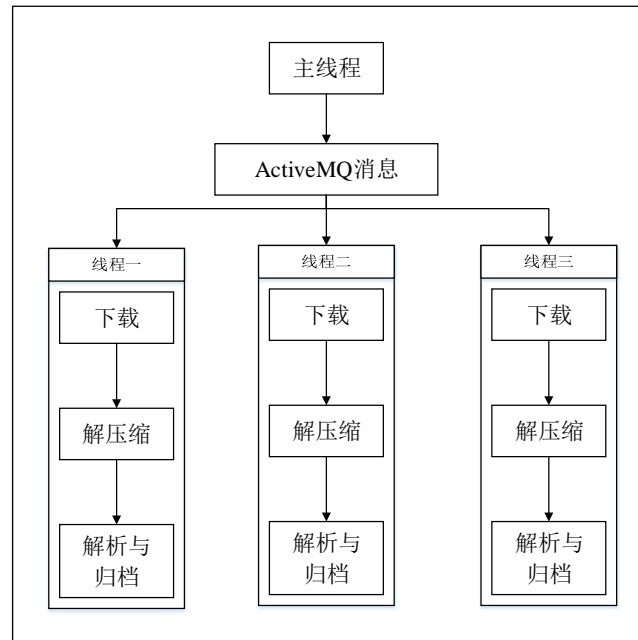 主线程
ActiveMQ消息
线程一
下载
解压缩
解析与
归档
线程二
下载
解压缩
解析与
归档
线程三
下载
解压缩
解析与
归档